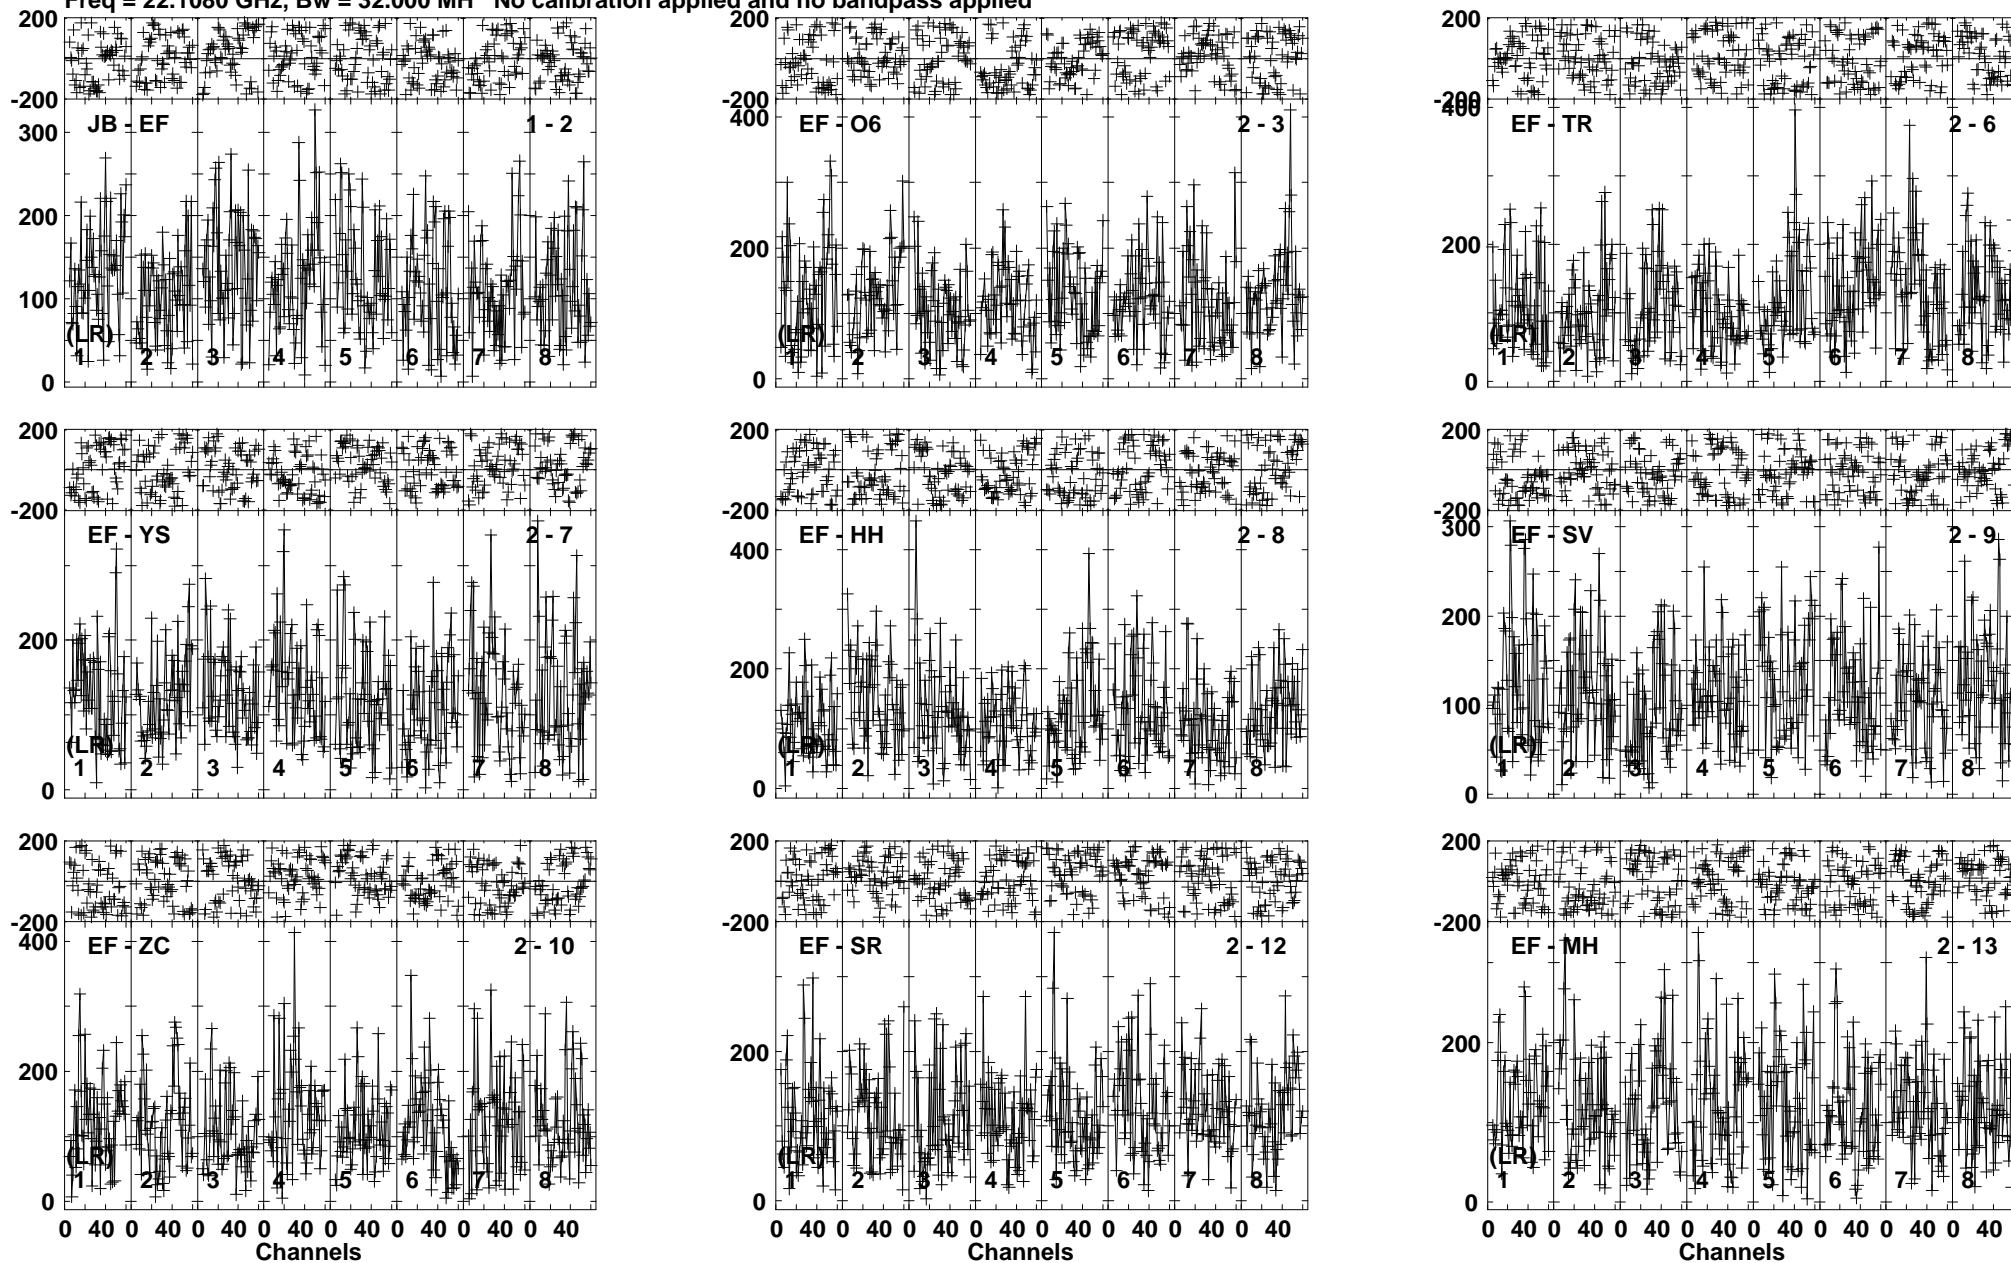 Freq = 22.1080 GHz, Bw = 32.000 MH No calibration applied and no bandpass applied
200
-200
JB - EF 1 - 2
300
200
100
0
(LR)
1 2 3 4 5 6 7 8
200
-200
EF - O6 2 - 3
400
200
0
(LR)
1 2 3 4 5 6 7 8
200
-200
EF - TR 2 - 6
400
200
0
(LR)
1 2 3 4 5 6 7 8
200
-200
EF - YS 2 - 7
200
0
(LR)
1 2 3 4 5 6 7 8
200
-200
EF - HH 2 - 8
400
200
0
(LR)
1 2 3 4 5 6 7 8
200
-200
EF - SV 2 - 9
300
200
100
0
(LR)
1 2 3 4 5 6 7 8
200
-200
EF - ZC 2 - 10
400
200
0
(LR)
1 2 3 4 5 6 7 8
0 40 0 40 0 40 0 40 0 40 0 40 0 40 0 40
Channels
200
-200
EF - SR 2 - 12
200
0
(LR)
1 2 3 4 5 6 7 8
0 40 0 40 0 40 0 40 0 40 0 40 0 40 0 40
200
-200
EF - MH 2 - 13
200
0
(LR)
1 2 3 4 5 6 7 8
0 40 0 40 0 40 0 40 0 40 0 40 0 40 0 40
Channels